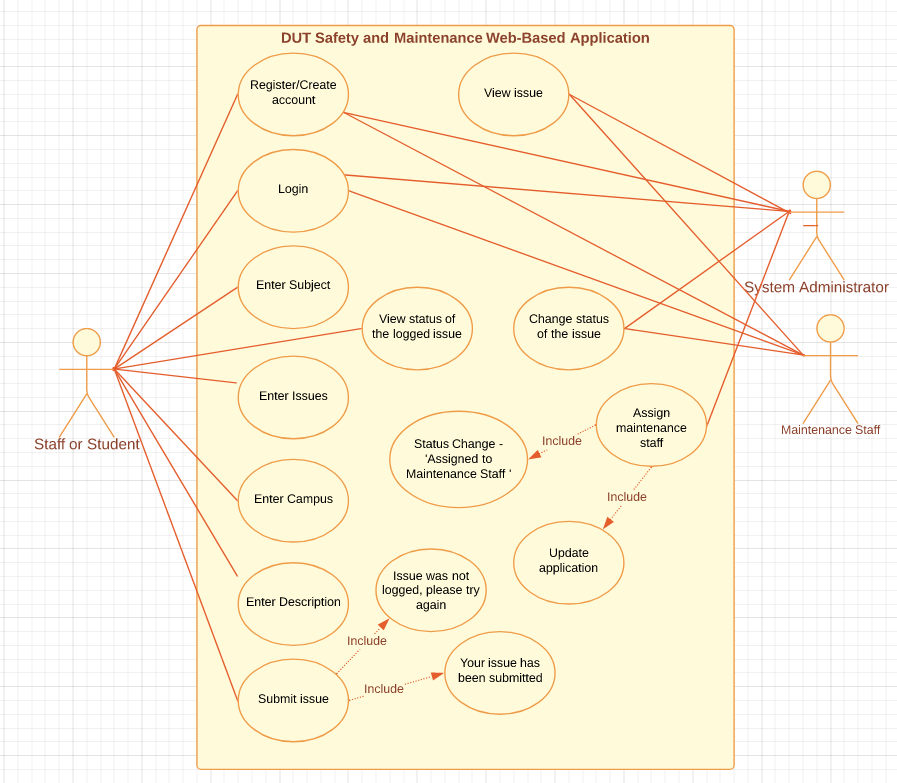 DUT Safety and Maintenance Web-Based Application
Register/Create
account
View issue
Login
Enter Subject
System Administrator
View status of
the logged issue
Change status
of the issue
Enter Issues
Staff or Student
Maintenance Staff
Assign
maintenance
staff
Status Change -
'Assigned to
Maintenance Staff '
Include
Include
Enter Campus
Update
application
Enter Description
Issue was not
logged, please try
again
Include
Your issue has
been submitted
Include
Submit issue